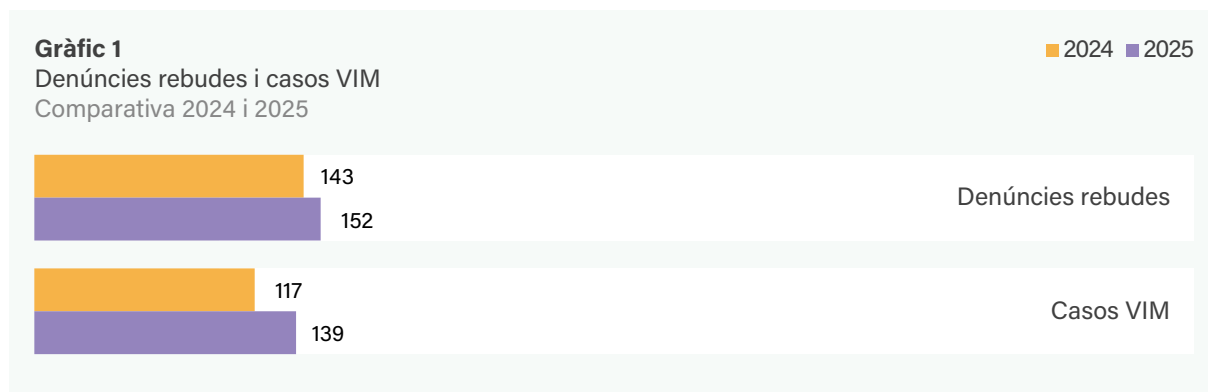 Gràfic 1
Denúncies rebudes i casos VIM
Comparativa 2024 i 2025
2024 2025
143
152
Denúncies rebudes
117
139
Casos VIM